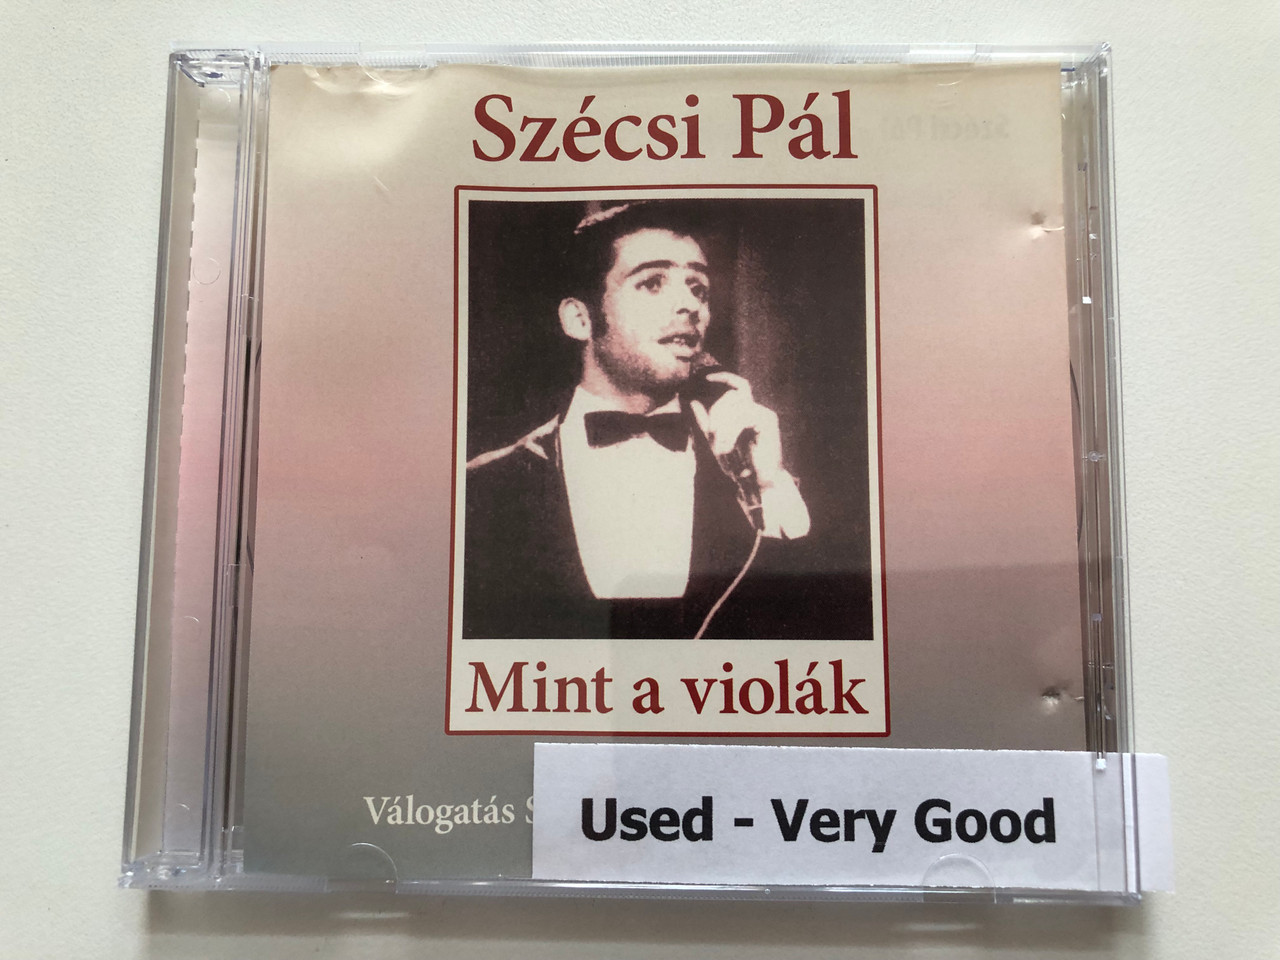 Szécsi Pál
Mint a violák
Válogatás
Used - Very Good